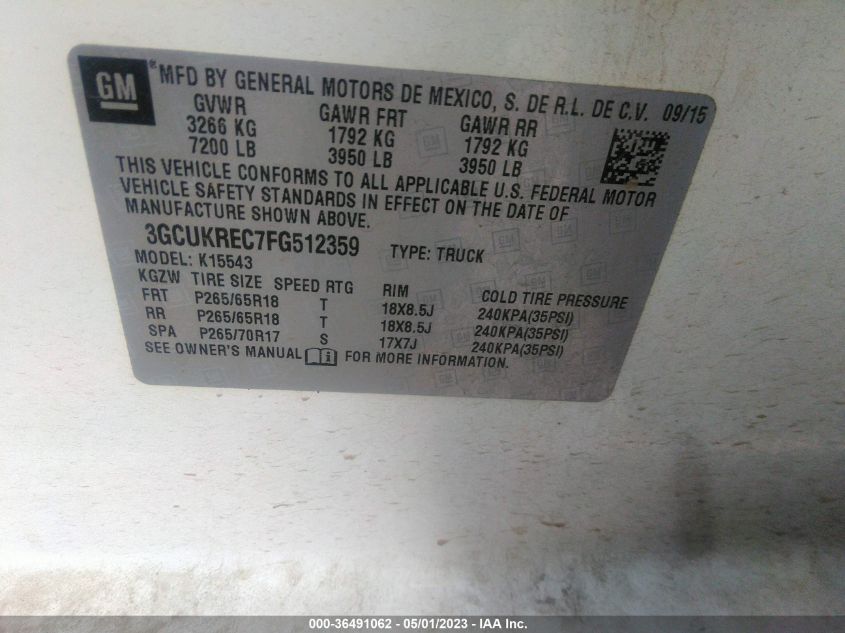 GM ®MFD BY GENERAL MOTORS DE MEXICO, S. DE R.L. DE C.V. 09/15
GVWR GAWR FRT GAWR RR
3266 KG 1792 KG 1792 KG
7200 LB 3950 LB 3950 LB
THIS VEHICLE CONFORMS TO ALL APPLICABLE U.S. FEDERAL MOTOR
VEHICLE SAFETY STANDARDS IN EFFECT ON THE DATE OF
MANUFACTURE SHOWN ABOVE.
3GCUKREC7FG512359 TYPE: TRUCK
MODEL: K15543
KGZW TIRE SIZE SPEED RTG RIM COLD TIRE PRESSURE
FRT P265/65R18 T 18X8.5J 240KPA(35PSI)
RR P265/65R18 T 18X8.5J 240KPA(35PSI)
SPA P265/70R17 S 17X7J 240KPA(35PSI)
SEE OWNER'S MANUAL FOR MORE INFORMATION.
000-36491062 - 05/01/2023 - IAA Inc.